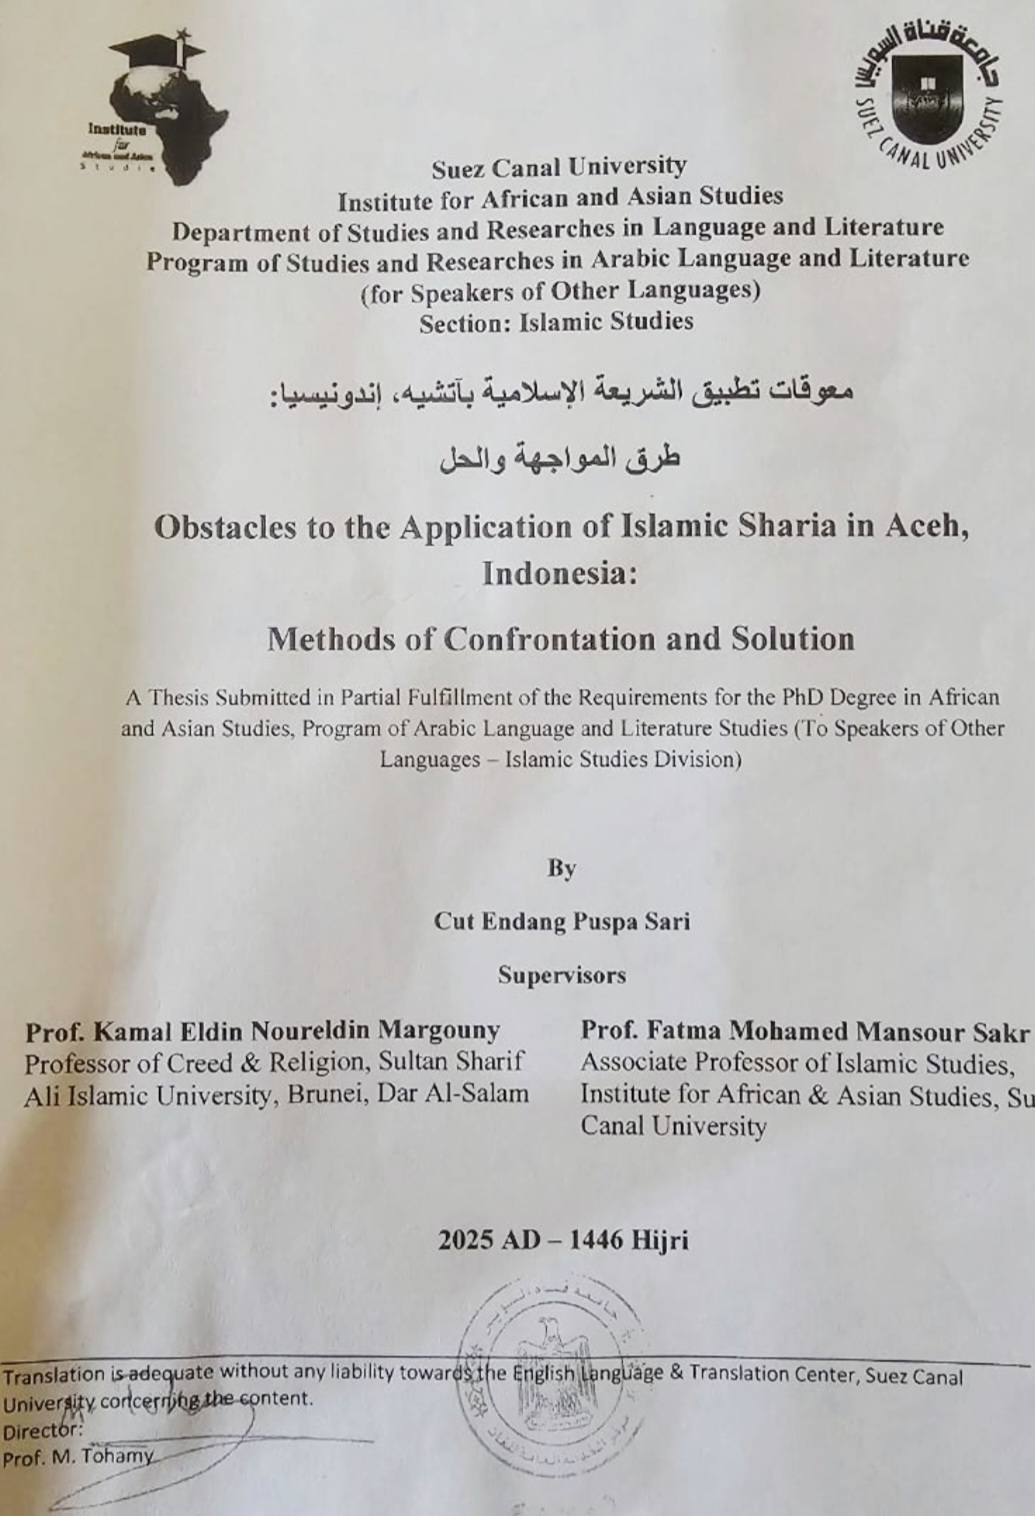 Institute
for
African and Asian
Studies
جامعة قناة السويس
SUEZ CANAL UNIVERSITY
Suez Canal University
Institute for African and Asian Studies
Department of Studies and Researches in Language and Literature
Program of Studies and Researches in Arabic Language and Literature
(for Speakers of Other Languages)
Section: Islamic Studies
معوقات تطبيق الشريعة الإسلامية بآتشيه، إندونيسيا:
طرق المواجهة والحل
Obstacles to the Application of Islamic Sharia in Aceh,
Indonesia:
Methods of Confrontation and Solution
A Thesis Submitted in Partial Fulfillment of the Requirements for the PhD Degree in African
and Asian Studies, Program of Arabic Language and Literature Studies (To Speakers of Other
Languages – Islamic Studies Division)
By
Cut Endang Puspa Sari
Supervisors
Prof. Kamal Eldin Noureldin Margouny
Professor of Creed & Religion, Sultan Sharif
Ali Islamic University, Brunei, Dar Al-Salam
Prof. Fatma Mohamed Mansour Sakr
Associate Professor of Islamic Studies,
Institute for African & Asian Studies, Su
Canal University
2025 AD – 1446 Hijri
جامعة قناة السويس
Translation is adequate without any liability towards the English Language & Translation Center, Suez Canal
University concerning the content.
Director:
Prof. M. Tohamy